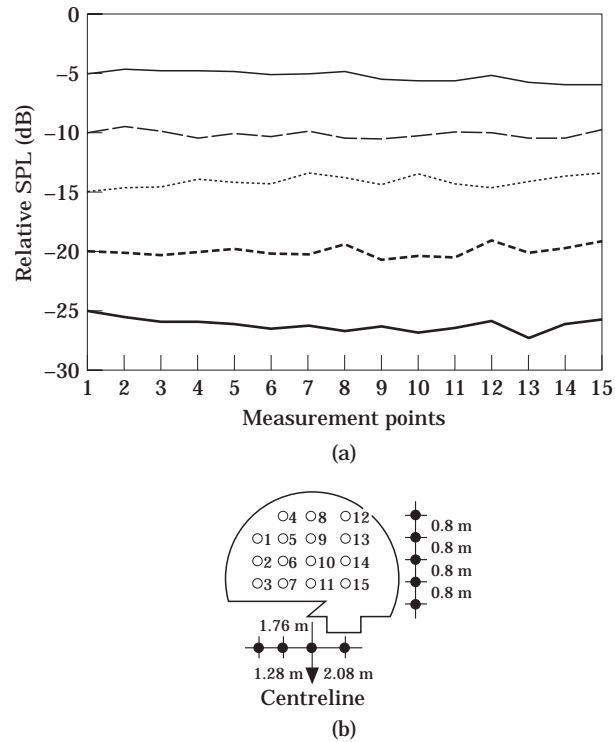 0
−5
−10
−15
−20
−25
−30
Relative SPL (dB)
1 2 3 4 5 6 7 8 9 10 11 12 13 14 15
Measurement points
(a)
4 8 12
1 5 9 13
2 6 10 14
3 7 11 15
0.8 m
0.8 m
0.8 m
0.8 m
1.76 m
1.28 m 2.08 m
Centreline
(b)